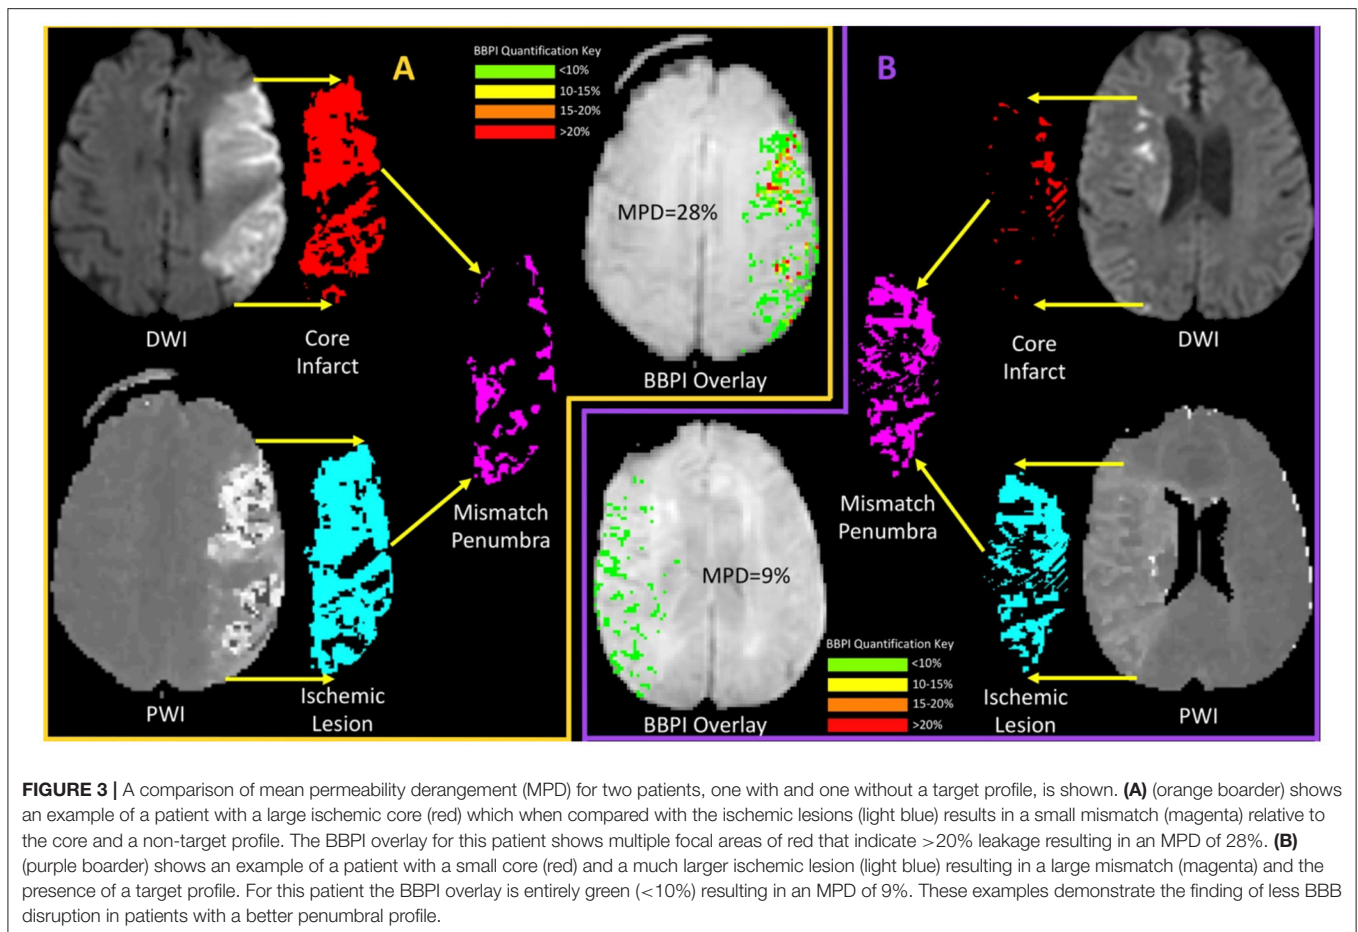 A
BBPI Quantification Key
<10%
10-15%
15-20%
>20%
MPD=28%
BBPI Overlay
DWI
Core
Infarct
Mismatch
Penumbra
PWI
Ischemic
Lesion
B
DWI
Core
Infarct
Mismatch
Penumbra
MPD=9%
BBPI Overlay
BBPI Quantification Key
<10%
10-15%
15-20%
>20%
Ischemic
Lesion
PWI
FIGURE 3 | A comparison of mean permeability derangement (MPD) for two patients, one with and one without a target profile, is shown. (A) (orange boarder) shows
an example of a patient with a large ischemic core (red) which when compared with the ischemic lesions (light blue) results in a small mismatch (magenta) relative to
the core and a non-target profile. The BBPI overlay for this patient shows multiple focal areas of red that indicate >20% leakage resulting in an MPD of 28%. (B)
(purple boarder) shows an example of a patient with a small core (red) and a much larger ischemic lesion (light blue) resulting in a large mismatch (magenta) and the
presence of a target profile. For this patient the BBPI overlay is entirely green (<10%) resulting in an MPD of 9%. These examples demonstrate the finding of less BBB
disruption in patients with a better penumbral profile.